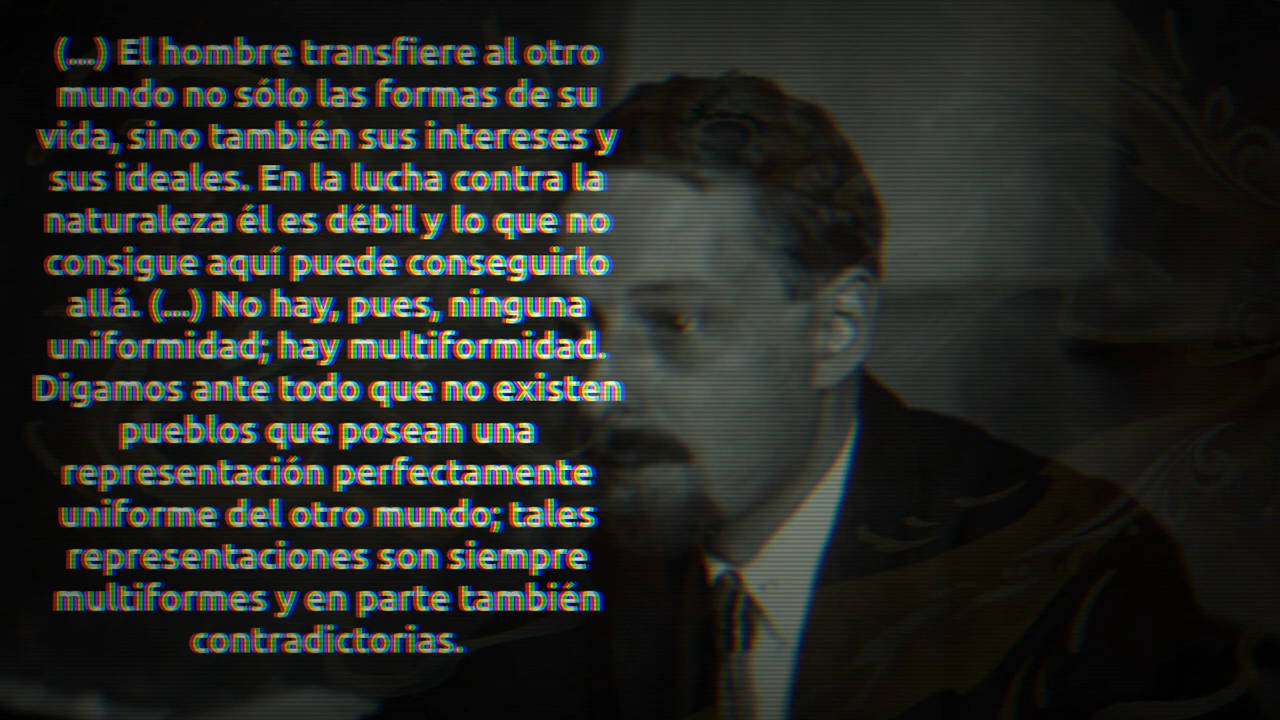 (...) El hombre transfiere al otro
mundo no sólo las formas de su
vida, sino también sus intereses y
sus ideales. En la lucha contra la
naturaleza él es débil y lo que no
consigue aquí puede conseguirlo
allá. (...) No hay, pues, ninguna
uniformidad; hay multiformidad.
Digamos ante todo que no existen
pueblos que posean una
representación perfectamente
uniforme del otro mundo; tales
representaciones son siempre
multiformes y en parte también
contradictorias.